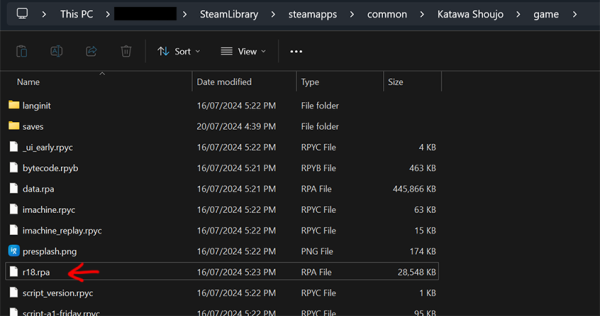 This PC > > SteamLibrary > steamapps > common > Katawa Shoujo > game >
Sort View ...
Name Date modified Type Size
langinit 16/07/2024 5:22 PM File folder
saves 20/07/2024 4:39 PM File folder
_ui_early.rpyc 16/07/2024 5:22 PM RPYC File 4 KB
bytecode.rpyb 16/07/2024 5:21 PM RPYB File 463 KB
data.rpa 16/07/2024 5:21 PM RPA File 445,866 KB
imachine.rpyc 16/07/2024 5:22 PM RPYC File 63 KB
imachine_replay.rpyc 16/07/2024 5:22 PM RPYC File 15 KB
presplash.png 16/07/2024 5:22 PM PNG File 174 KB
r18.rpa 16/07/2024 5:23 PM RPA File 28,548 KB
script_version.rpyc 16/07/2024 5:22 PM RPYC File 1 KB
script-a1-friday.rpyc 16/07/2024 5:22 PM RPYC File 95 KB